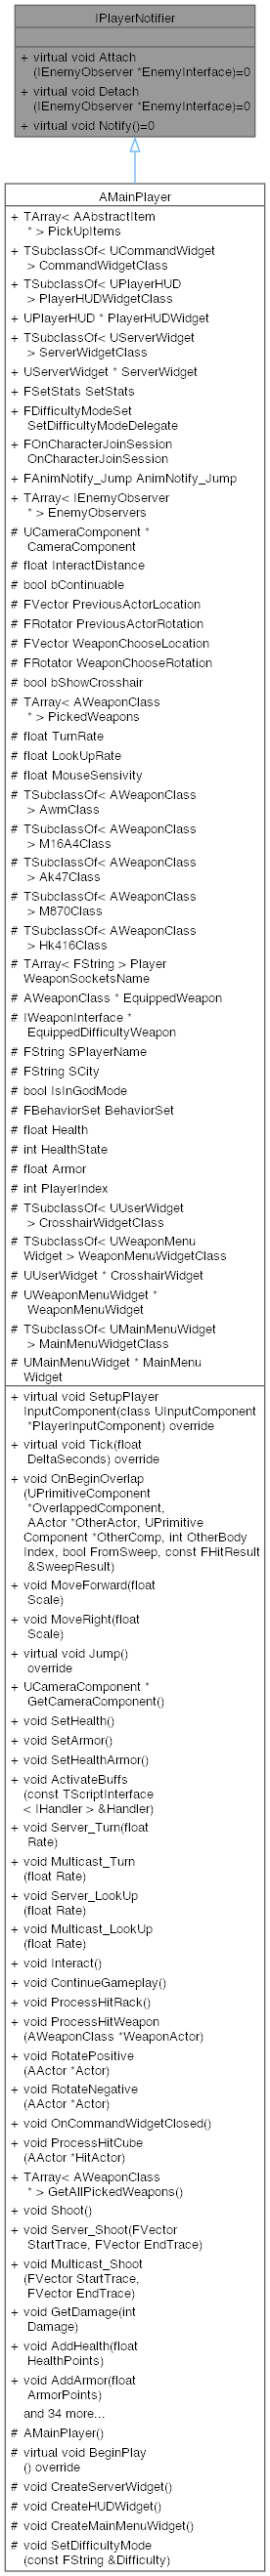 IPlayerNotifier
+ virtual void Attach
(IEnemyObserver *EnemyInterface)=0
+ virtual void Detach
(IEnemyObserver *EnemyInterface)=0
+ virtual void Notify()=0
AMainPlayer
+ TArray< AAbstractItem
* > PickUpItems
+ TSubclassOf< UCommandWidget
> CommandWidgetClass
+ TSubclassOf< UPlayerHUD
> PlayerHUDWidgetClass
+ UPlayerHUD * PlayerHUDWidget
+ TSubclassOf< UServerWidget
> ServerWidgetClass
+ UServerWidget * ServerWidget
+ FSetStats SetStats
+ FDifficultyModeSet
SetDifficultyModeDelegate
+ FOnCharacterJoinSession
OnCharacterJoinSession
+ FAnimNotify_Jump AnimNotify_Jump
+ TArray< IEnemyObserver
* > EnemyObservers
# UCameraComponent *
CameraComponent
# float InteractDistance
# bool bContinuable
# FVector PreviousActorLocation
# FRotator PreviousActorRotation
# FVector WeaponChooseLocation
# FRotator WeaponChooseRotation
# bool bShowCrosshair
# TArray< AWeaponClass
* > PickedWeapons
# float TurnRate
# float LookUpRate
# float MouseSensivity
# TSubclassOf< AWeaponClass
> AwmClass
# TSubclassOf< AWeaponClass
> M16A4Class
# TSubclassOf< AWeaponClass
> Ak47Class
# TSubclassOf< AWeaponClass
> M870Class
# TSubclassOf< AWeaponClass
> Hk416Class
# TArray< FString > Player
WeaponSocketsName
# AWeaponClass * EquippedWeapon
# IWeaponInterface *
EquippedDifficultyWeapon
# FString SPlayerName
# FString SCity
# bool IsInGodMode
# FBehaviorSet BehaviorSet
# float Health
# int HealthState
# float Armor
# int PlayerIndex
# TSubclassOf< UUserWidget
> CrosshairWidgetClass
# TSubclassOf< UWeaponMenu
Widget > WeaponMenuWidgetClass
# UUserWidget * CrosshairWidget
# UWeaponMenuWidget *
WeaponMenuWidget
# TSubclassOf< UMainMenuWidget
> MainMenuWidgetClass
# UMainMenuWidget * MainMenu
Widget
+ virtual void SetupPlayer
InputComponent(class UInputComponent
*PlayerInputComponent) override
+ virtual void Tick(float
DeltaSeconds) override
+ void OnBeginOverlap
(UPrimitiveComponent
*OverlappedComponent,
AActor *OtherActor, UPrimitive
Component *OtherComp, int OtherBody
Index, bool FromSweep, const FHitResult
&SweepResult)
+ void MoveForward(float
Scale)
+ void MoveRight(float
Scale)
+ virtual void Jump()
override
+ UCameraComponent *
GetCameraComponent()
+ void SetHealth()
+ void SetArmor()
+ void SetHealthArmor()
+ void ActivateBuffs
(const TScriptInterface
< IHandler > &Handler)
+ void Server_Turn(float
Rate)
+ void Multicast_Turn
(float Rate)
+ void Server_LookUp
(float Rate)
+ void Multicast_LookUp
(float Rate)
+ void Interact()
+ void ContinueGameplay()
+ void ProcessHitRack()
+ void ProcessHitWeapon
(AWeaponClass *WeaponActor)
+ void RotatePositive
(AActor *Actor)
+ void RotateNegative
(AActor *Actor)
+ void OnCommandWidgetClosed()
+ void ProcessHitCube
(AActor *HitActor)
+ TArray< AWeaponClass
* > GetAllPickedWeapons()
+ void Shoot()
+ void Server_Shoot(FVector
StartTrace, FVector EndTrace)
+ void Multicast_Shoot
(FVector StartTrace,
FVector EndTrace)
+ void GetDamage(int
Damage)
+ void AddHealth(float
HealthPoints)
+ void AddArmor(float
ArmorPoints)
and 34 more...
# AMainPlayer()
# virtual void BeginPlay
() override
# void CreateServerWidget()
# void CreateHUDWidget()
# void CreateMainMenuWidget()
# void SetDifficultyMode
(const FString &Difficulty)